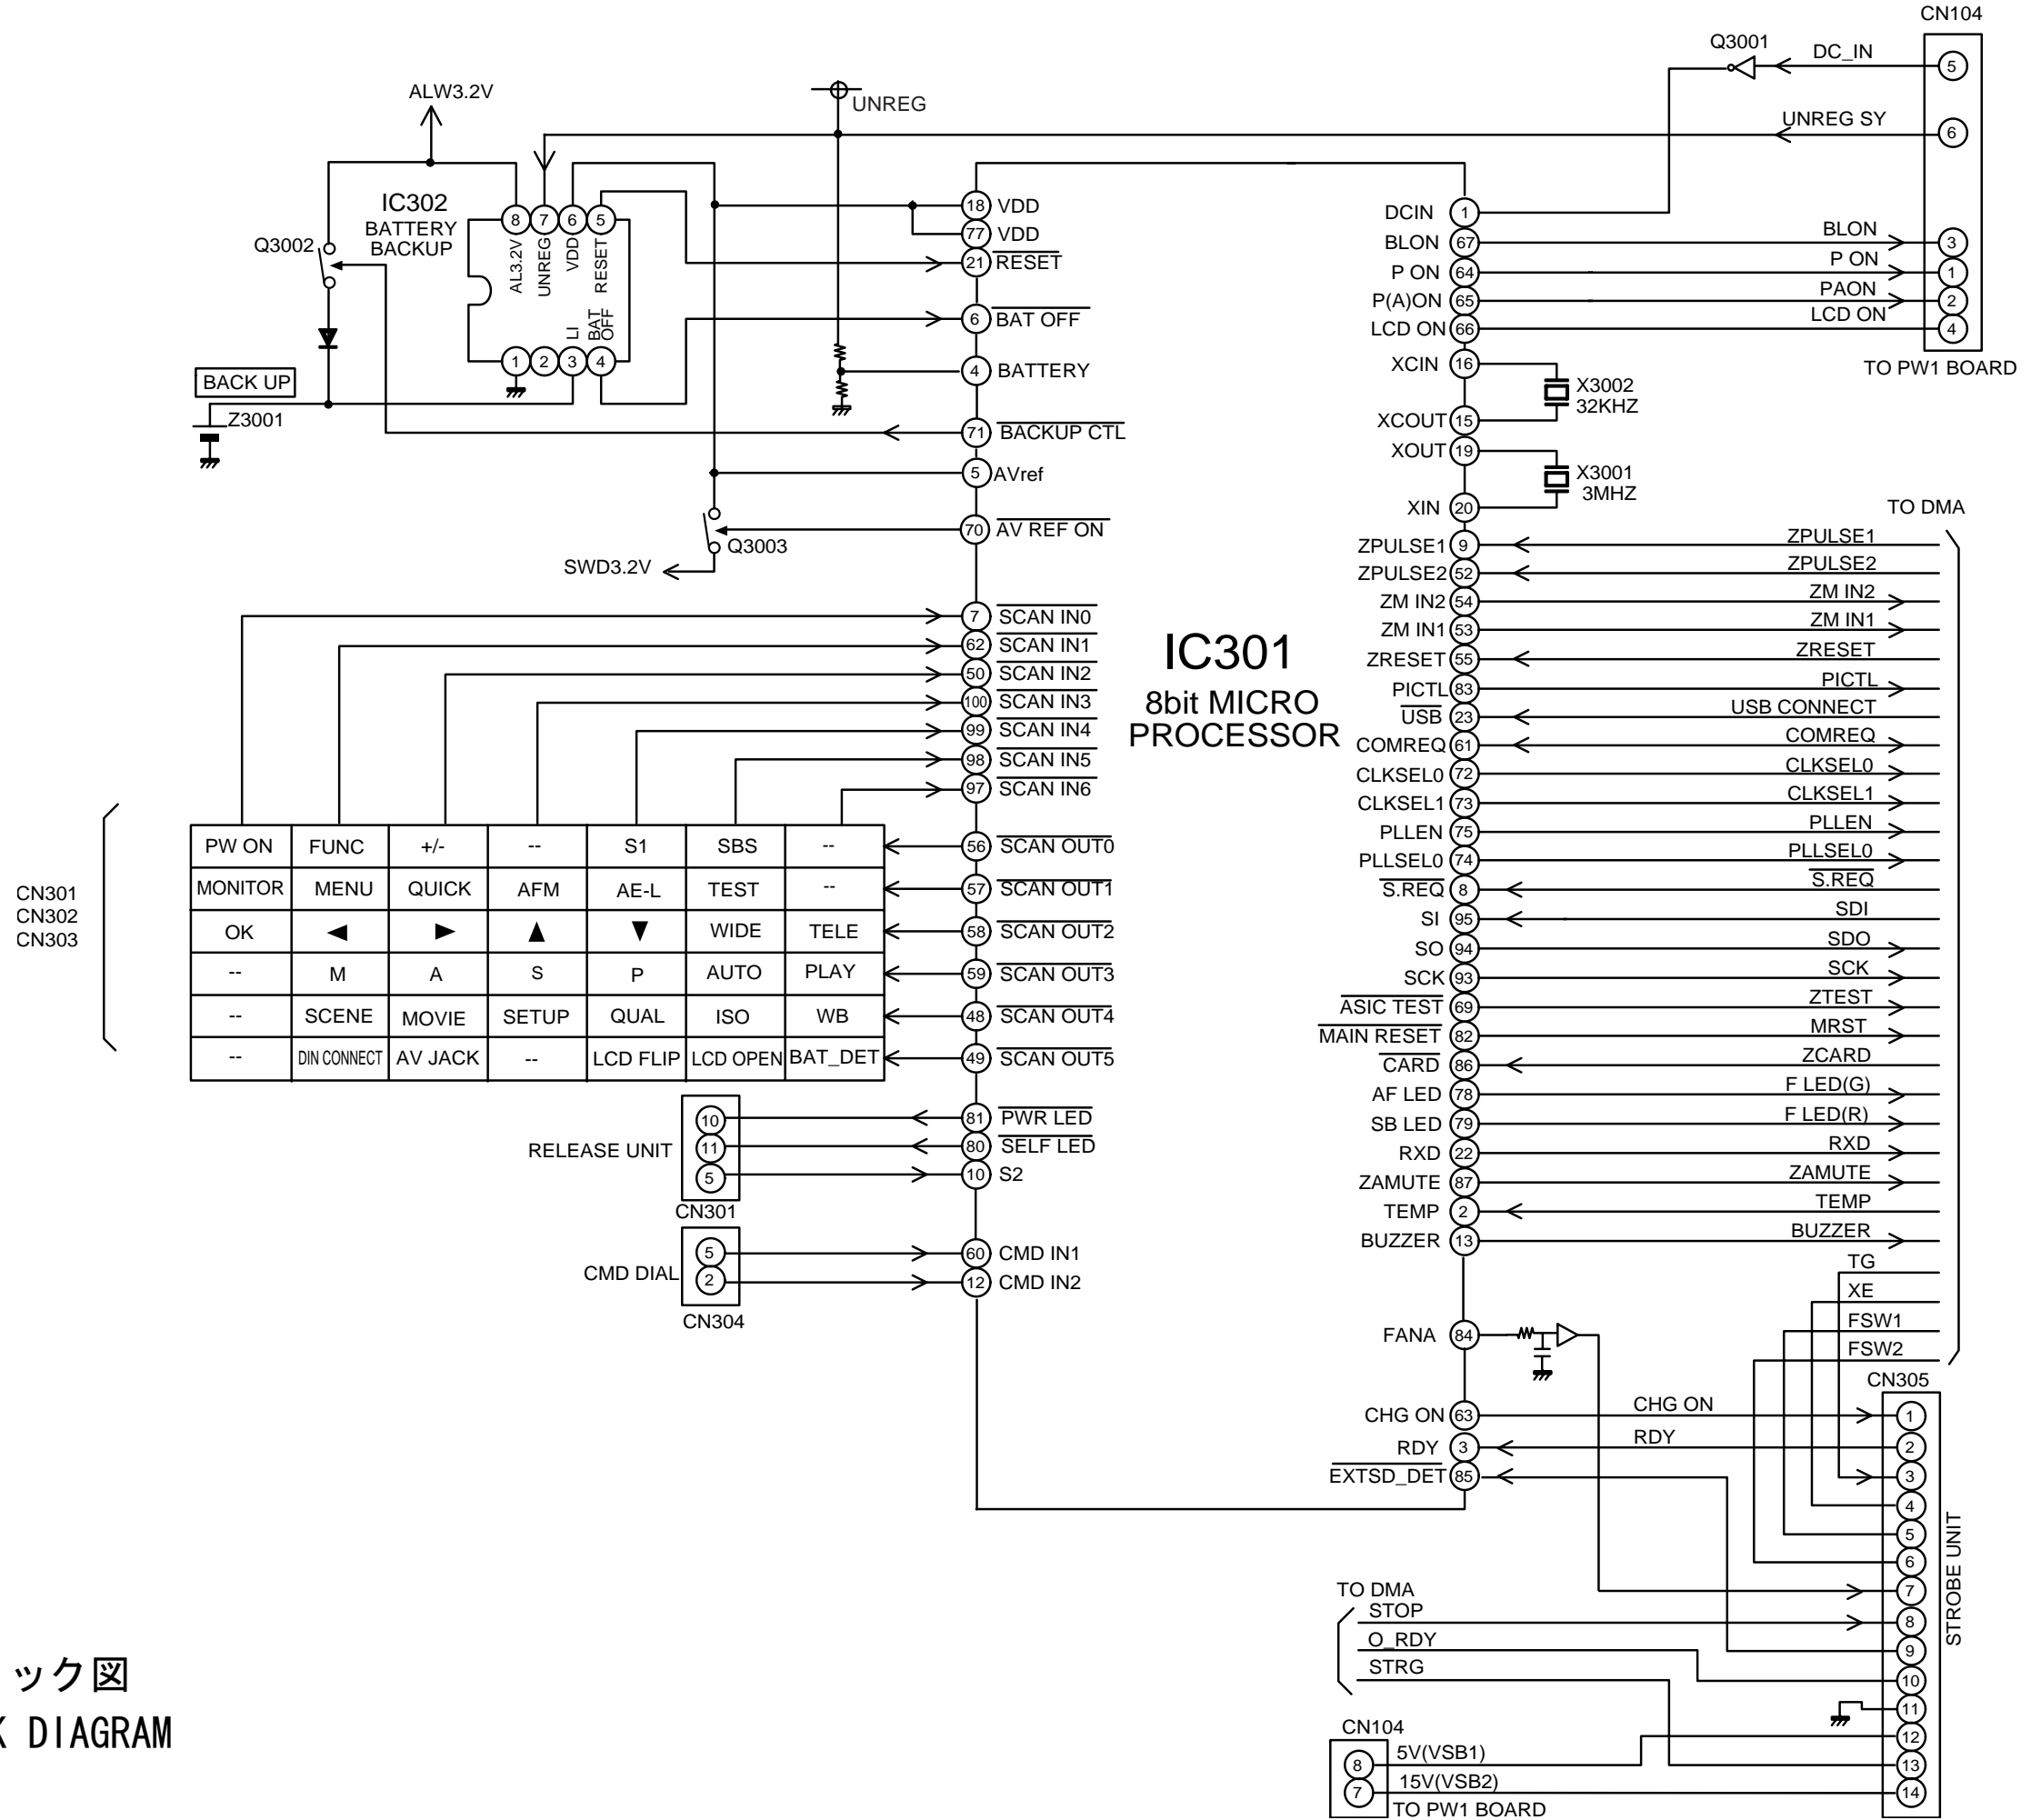 CN104
Q3001
DC_IN
5
ALW3.2V
UNREG
UNREG SY
6
IC302
BATTERY
BACKUP
8 7 6 5
AL3.2V
UNREG
VDD
RESET
LI
BAT
OFF
1 2 3 4
Q3002
BACK UP
Z3001
18 VDD
77 VDD
21 RESET
6 BAT OFF
4 BATTERY
71 BACKUP CTL
5 AVref
70 AV REF ON
Q3003
SWD3.2V
DCIN 1
BLON 67 BLON 3
P ON 64 P ON 1
P(A)ON 65 PAON 2
LCD ON 66 LCD ON 4
TO PW1 BOARD
XCIN 16
X3002
32KHZ
XCOUT 15
XOUT 19
X3001
3MHZ
XIN 20
TO DMA
7 SCAN IN0
62 SCAN IN1
50 SCAN IN2
100 SCAN IN3
99 SCAN IN4
98 SCAN IN5
97 SCAN IN6
IC301
8bit MICRO
PROCESSOR
ZPULSE1 9 ZPULSE1
ZPULSE2 52 ZPULSE2
ZM IN2 54 ZM IN2
ZM IN1 53 ZM IN1
ZRESET 55 ZRESET
PICTL 83 PICTL
USB 23 USB CONNECT
COMREQ 61 COMREQ
CLKSEL0 72 CLKSEL0
CLKSEL1 73 CLKSEL1
PLLEN 75 PLLEN
PLLSEL0 74 PLLSEL0
S.REQ 8 S.REQ
SI 95 SDI
SO 94 SDO
SCK 93 SCK
ASIC TEST 69 ZTEST
MAIN RESET 82 MRST
CARD 86 ZCARD
AF LED 78 F LED(G)
SB LED 79 F LED(R)
RXD 22 RXD
ZAMUTE 87 ZAMUTE
TEMP 2 TEMP
BUZZER 13 BUZZER
CN301
CN302
CN303
PW ON FUNC +/- -- S1 SBS -- 56 SCAN OUT0
MONITOR MENU QUICK AFM AE-L TEST -- 57 SCAN OUT1
OK ◀ ▶ ▲ ▼ WIDE TELE 58 SCAN OUT2
-- M A S P AUTO PLAY 59 SCAN OUT3
-- SCENE MOVIE SETUP QUAL ISO WB 48 SCAN OUT4
-- DIN CONNECT AV JACK -- LCD FLIP LCD OPEN BAT_DET 49 SCAN OUT5
RELEASE UNIT
10 81 PWR LED
11 80 SELF LED
5 10 S2
CN301
CMD DIAL
5 60 CMD IN1
2 12 CMD IN2
CN304
TG
XE
FSW1
FSW2
FANA 84
CN305
CHG ON 63 CHG ON 1
RDY 3 RDY 2
EXTSD_DET 85
3
4
5
6
7
8
9
10
11
12
13
14
STROBE UNIT
TO DMA
STOP
O_RDY
STRG
CN104
8 5V(VSB1)
7 15V(VSB2)
TO PW1 BOARD
ック図
K DIAGRAM